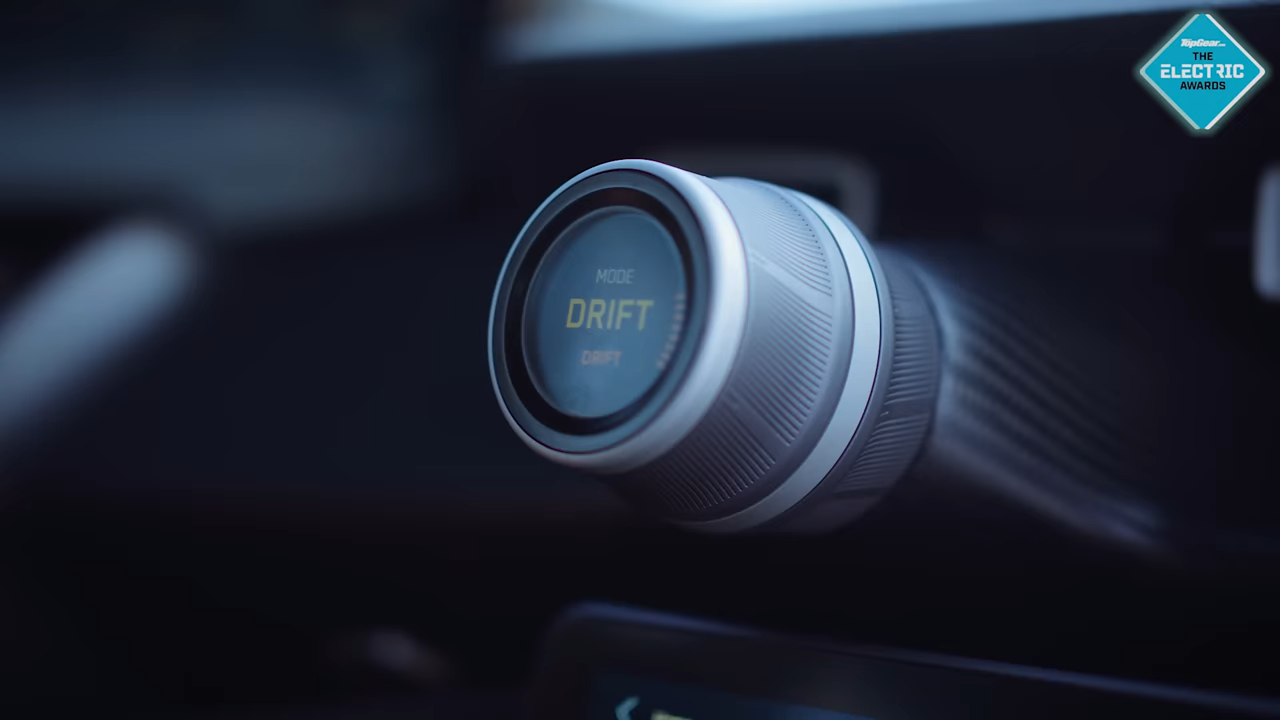 TopGear
THE
ELECTRIC
AWARDS
MODE
DRIFT
DRIFT